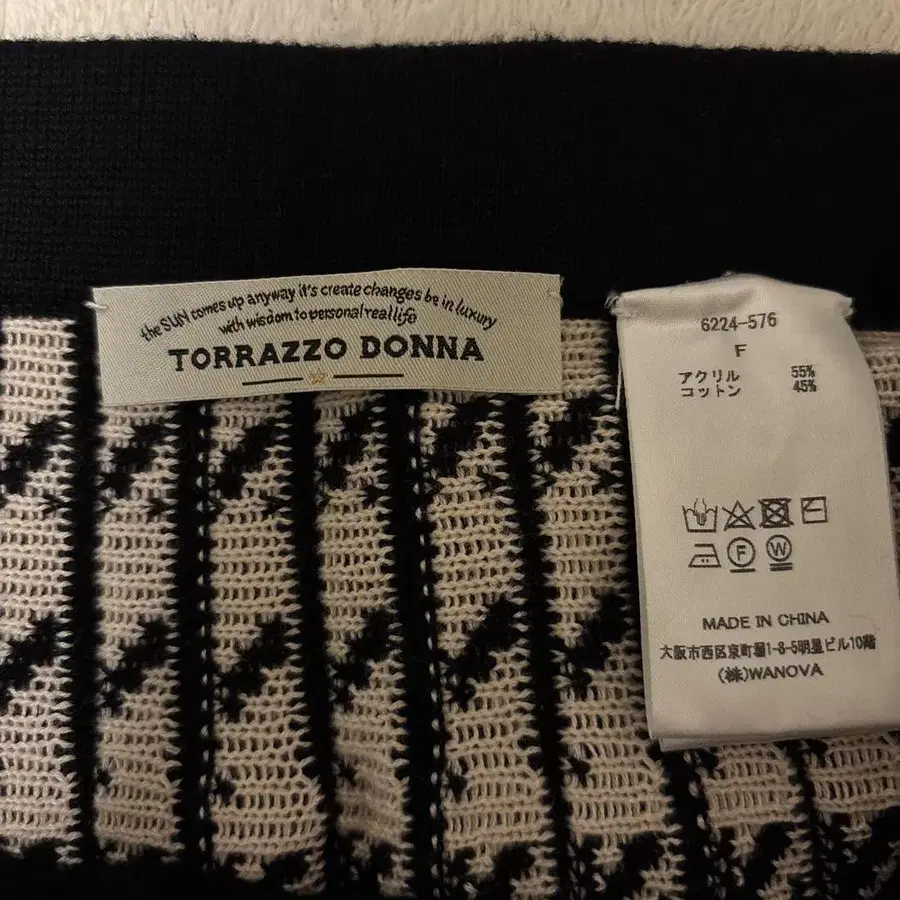 the SUN comes up anyway it's create changes be in luxury
with wisdom to personal real life
TORRAZZO DONNA
6224-576
F
アクリル 55%
コットン 45%
F W
MADE IN CHINA
大阪市西区京町堀1-8-5明星ビル10階
(株)WANOVA